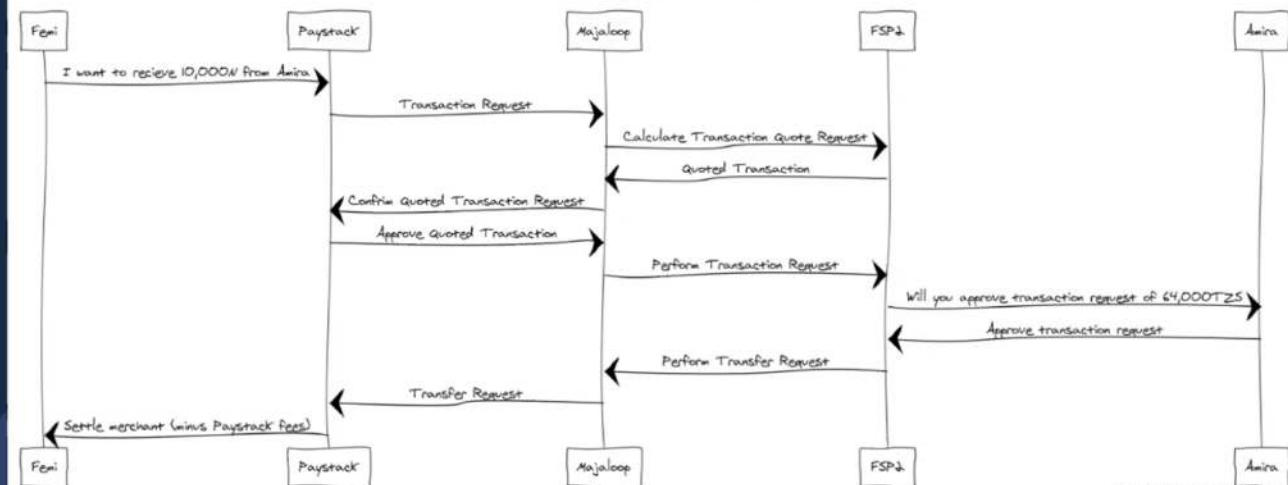 Femi
Paystack
Majaloop
FSP2
Amira
I want to recieve 10,000N from Amira
Transaction Request
Calculate Transaction Quote Request
Quoted Transaction
Confrim Quoted Transaction Request
Approve Quoted Transaction
Perform Transaction Request
Will you approve transaction request of 64,000TZS
Approve transaction request
Perform Transfer Request
Transfer Request
Settle merchant (minus Paystack fees)
Femi
Paystack
Majaloop
FSP2
Amira